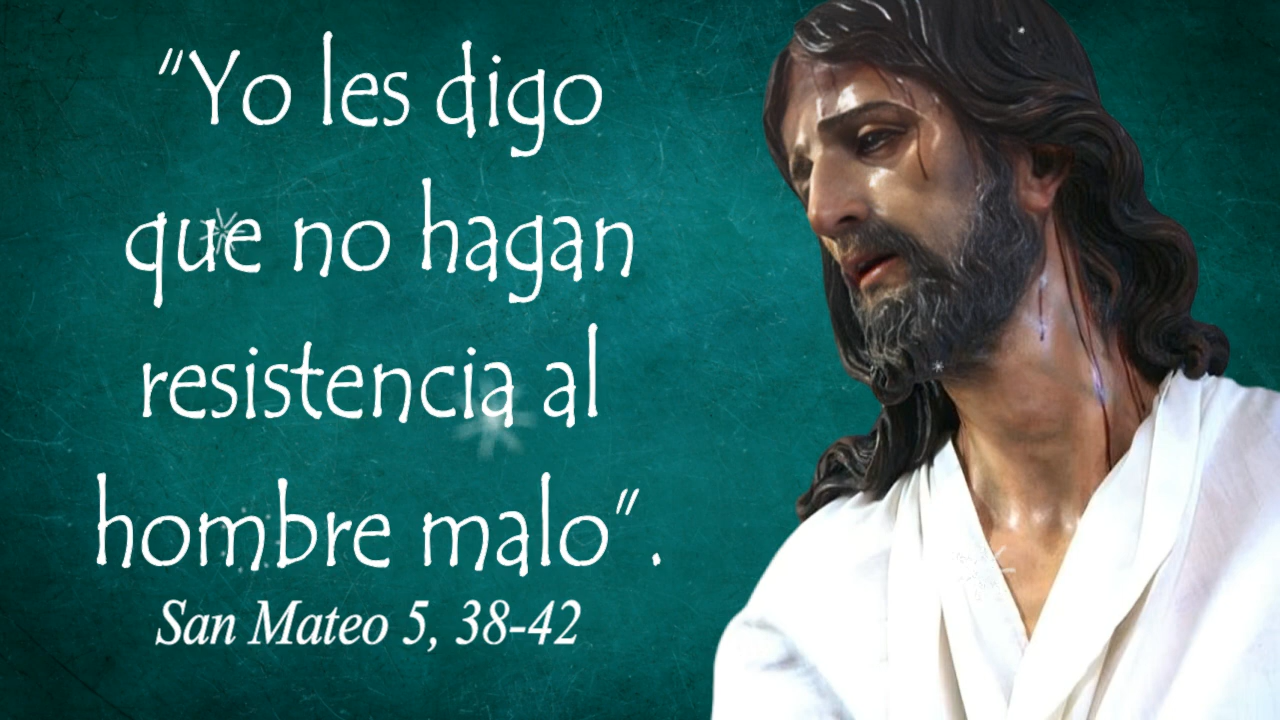 “Yo les digo
que no hagan
resistencia al
hombre malo”.
San Mateo 5, 38-42